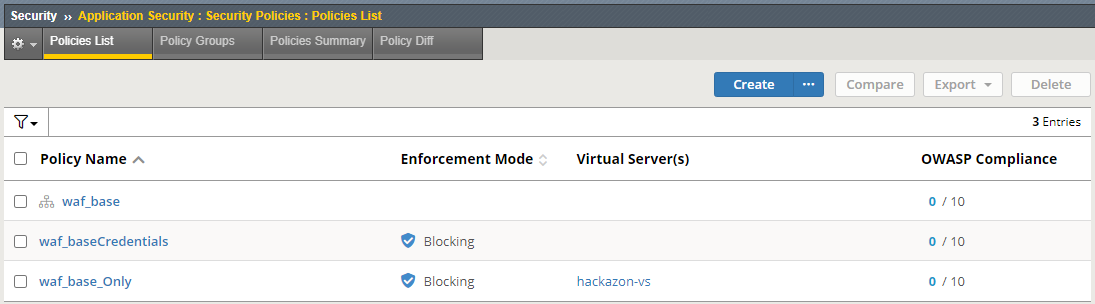 Security ›› Application Security : Security Policies : Policies List
Policies List Policy Groups Policies Summary Policy Diff
Create ··· Compare Export Delete
3 Entries
Policy Name Enforcement Mode Virtual Server(s) OWASP Compliance
waf_base 0 / 10
waf_baseCredentials Blocking 0 / 10
waf_base_Only Blocking hackazon-vs 0 / 10